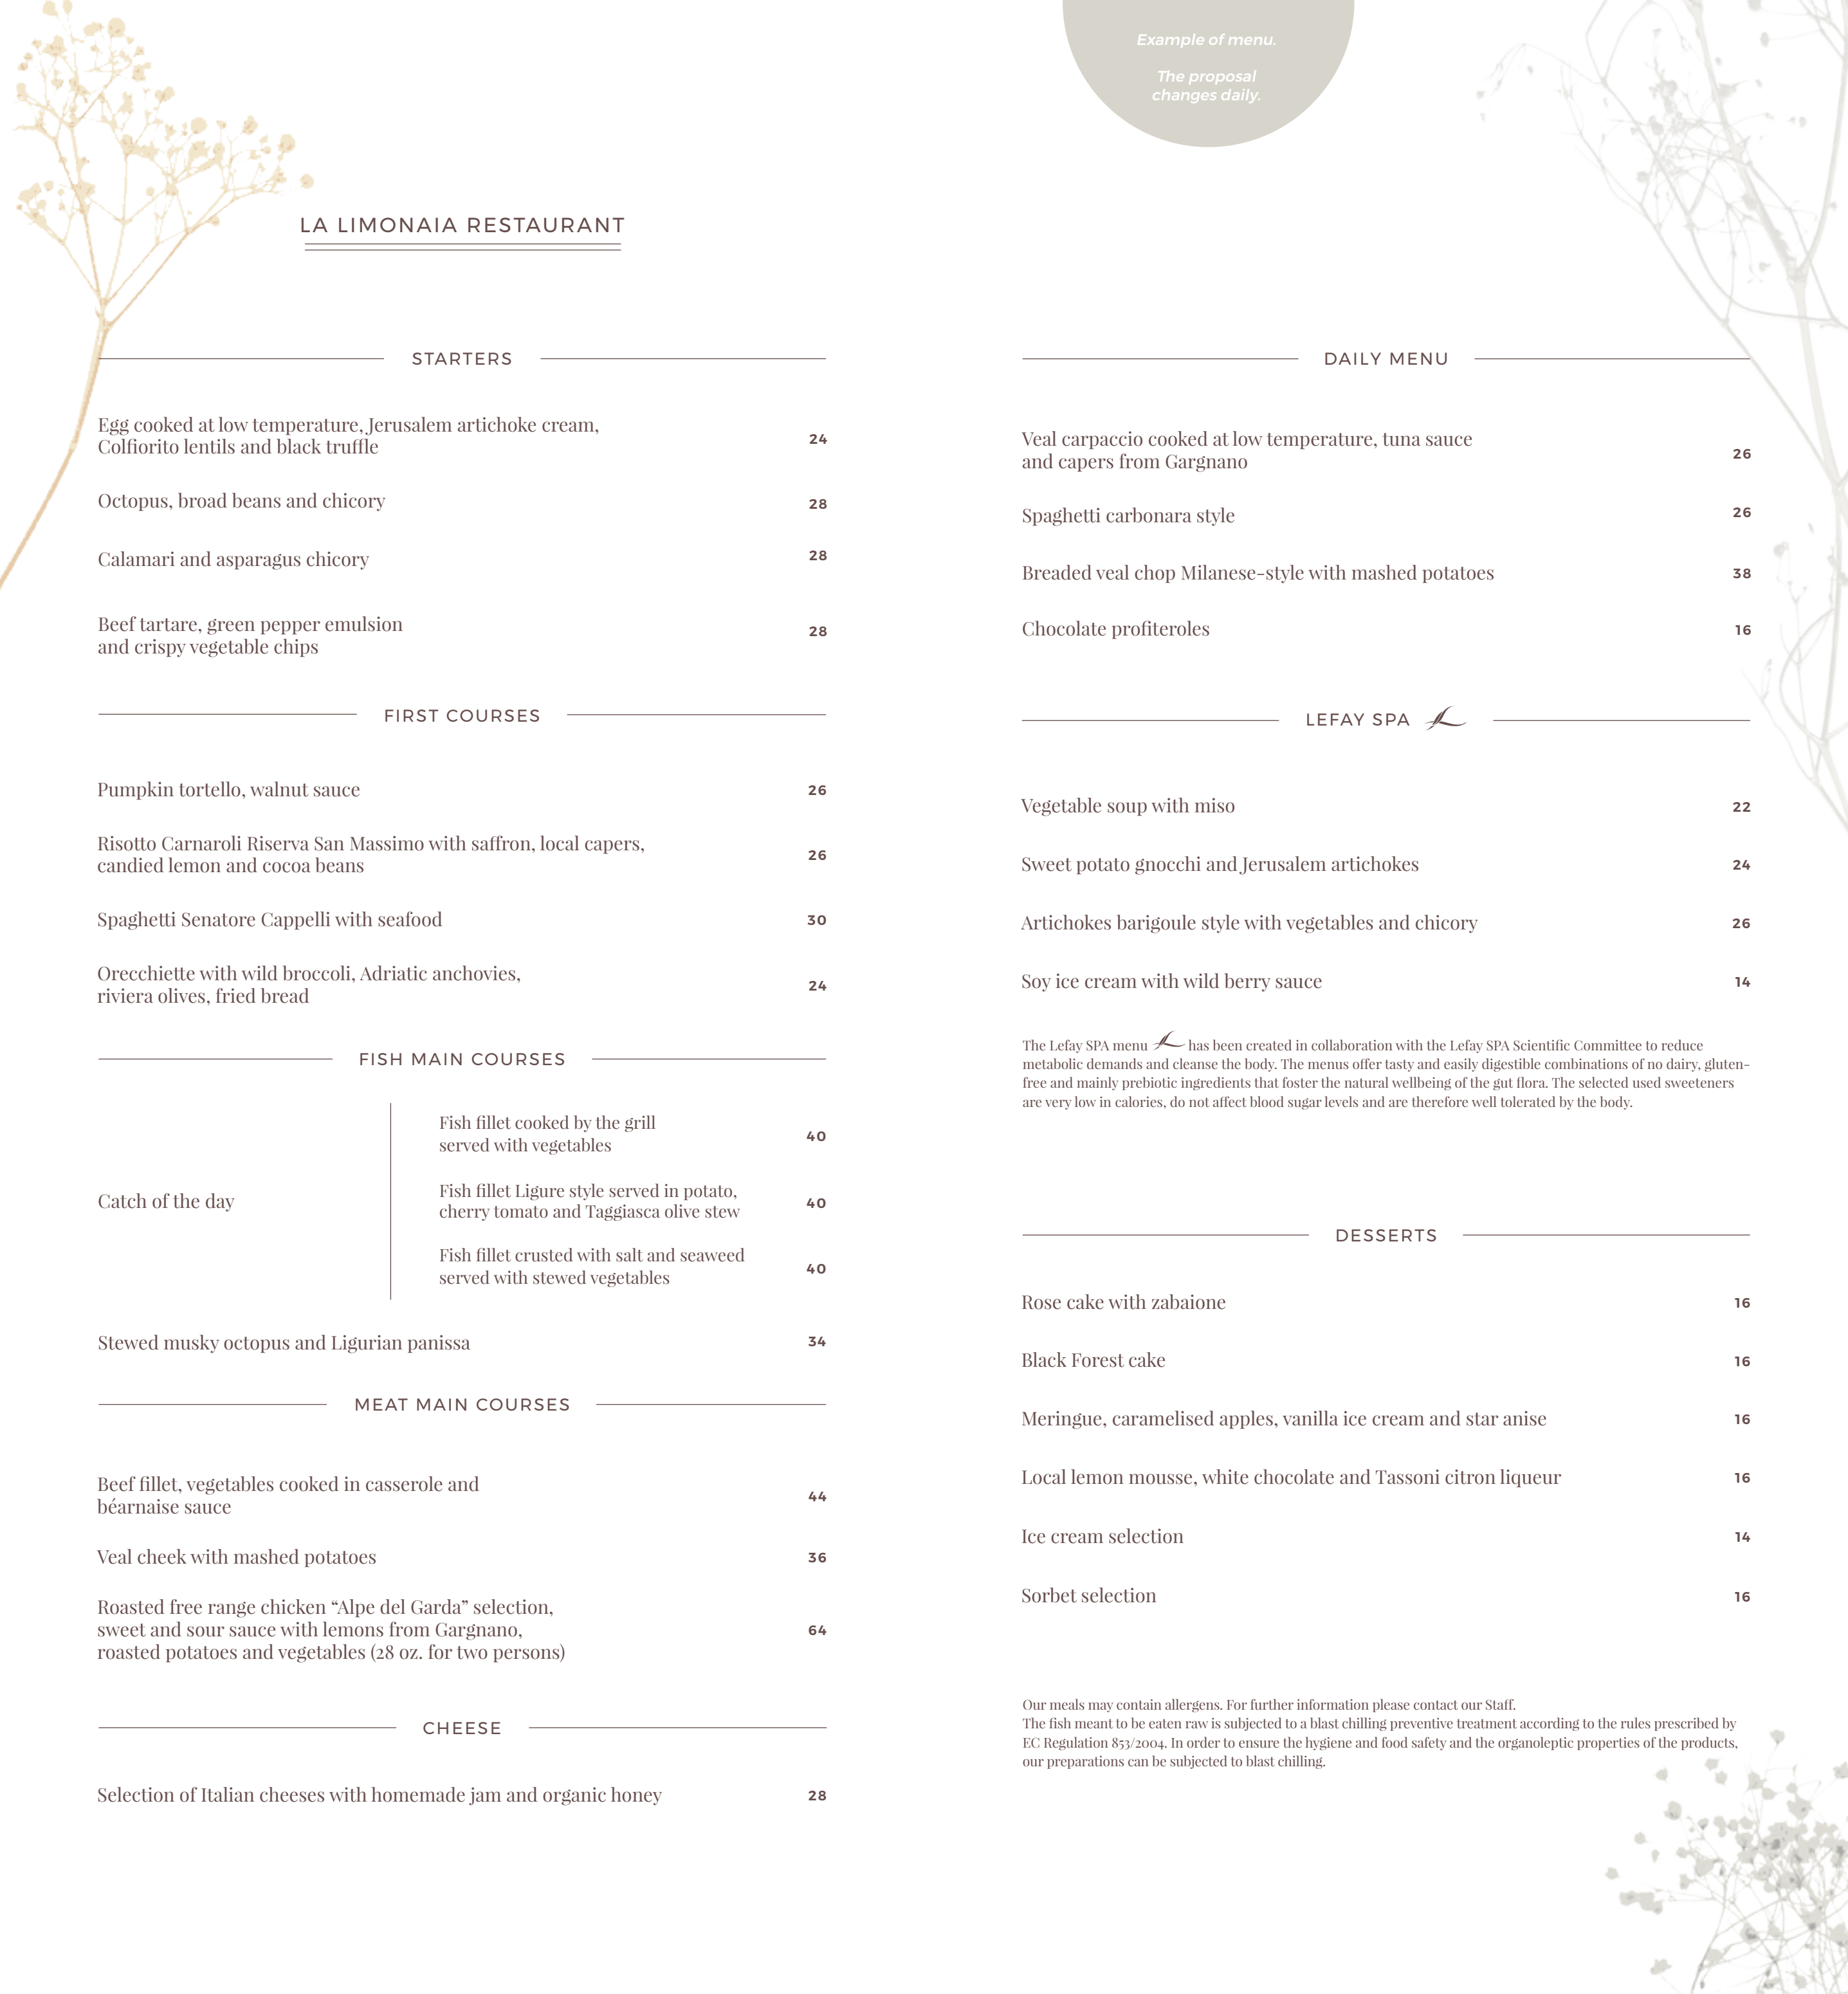 LA LIMONAIA RESTAURANT
STARTERS
Egg cooked at low temperature, Jerusalem artichoke cream,
Colfiorito lentils and black truffle 24
Octopus, broad beans and chicory 28
Calamari and asparagus chicory 28
Beef tartare, green pepper emulsion
and crispy vegetable chips 28
FIRST COURSES
Pumpkin tortello, walnut sauce 26
Risotto Carnaroli Riserva San Massimo with saffron, local capers,
candied lemon and cocoa beans 26
Spaghetti Senatore Cappelli with seafood 30
Orecchiette with wild broccoli, Adriatic anchovies,
riviera olives, fried bread 24
FISH MAIN COURSES
Catch of the day
Fish fillet cooked by the grill
served with vegetables 40
Fish fillet Ligure style served in potato,
cherry tomato and Taggiasca olive stew 40
Fish fillet crusted with salt and seaweed
served with stewed vegetables 40
Stewed musky octopus and Ligurian panissa 34
MEAT MAIN COURSES
Beef fillet, vegetables cooked in casserole and
béarnaise sauce 44
Veal cheek with mashed potatoes 36
Roasted free range chicken “Alpe del Garda” selection,
sweet and sour sauce with lemons from Gargnano, 64
roasted potatoes and vegetables (28 oz. for two persons)
CHEESE
Selection of Italian cheeses with homemade jam and organic honey 28
Example of menu.
The proposal
changes daily.
DAILY MENU
Veal carpaccio cooked at low temperature, tuna sauce
and capers from Gargnano 26
Spaghetti carbonara style 26
Breaded veal chop Milanese-style with mashed potatoes 38
Chocolate profiteroles 16
LEFAY SPA
Vegetable soup with miso 22
Sweet potato gnocchi and Jerusalem artichokes 24
Artichokes barigoule style with vegetables and chicory 26
Soy ice cream with wild berry sauce 14
The Lefay SPA menu has been created in collaboration with the Lefay SPA Scientific Committee to reduce
metabolic demands and cleanse the body. The menus offer tasty and easily digestible combinations of no dairy, gluten-
free and mainly prebiotic ingredients that foster the natural wellbeing of the gut flora. The selected used sweeteners
are very low in calories, do not affect blood sugar levels and are therefore well tolerated by the body.
DESSERTS
Rose cake with zabaione 16
Black Forest cake 16
Meringue, caramelised apples, vanilla ice cream and star anise 16
Local lemon mousse, white chocolate and Tassoni citron liqueur 16
Ice cream selection 14
Sorbet selection 16
Our meals may contain allergens. For further information please contact our Staff.
The fish meant to be eaten raw is subjected to a blast chilling preventive treatment according to the rules prescribed by
EC Regulation 853/2004. In order to ensure the hygiene and food safety and the organoleptic properties of the products,
our preparations can be subjected to blast chilling.